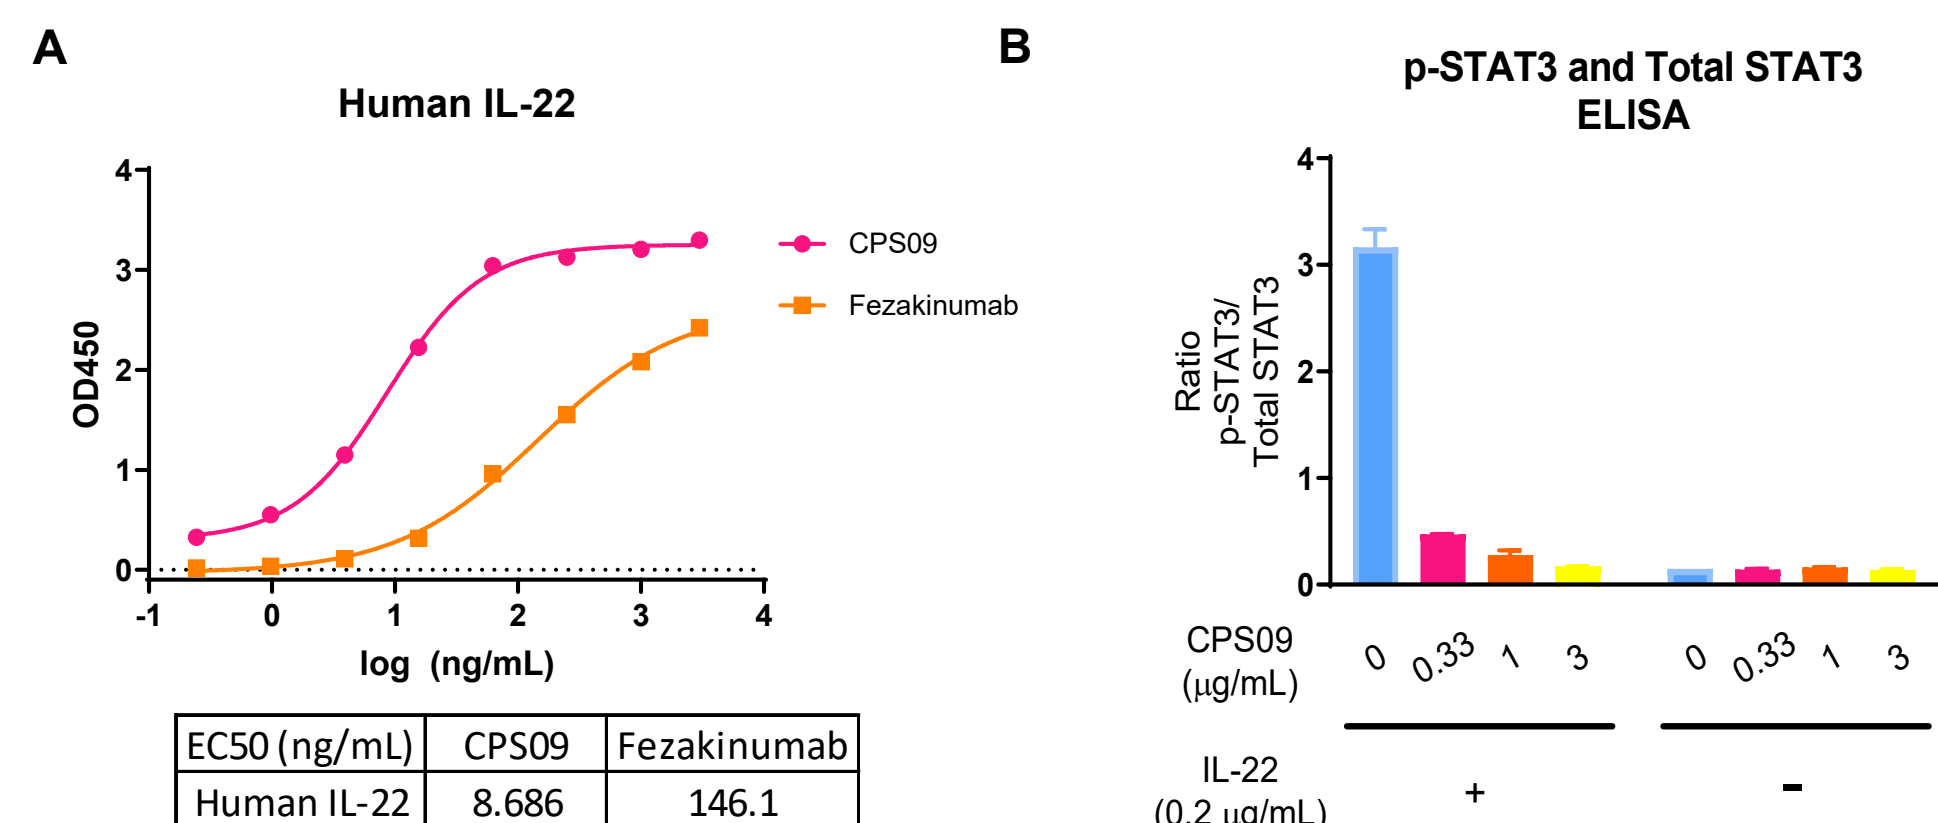 A
Human IL-22
4
3
2
1
0
OD450
-1 0 1 2 3 4
log (ng/mL)
CPS09
Fezakinumab
EC50 (ng/mL) CPS09 Fezakinumab
Human IL-22 8.686 146.1
B
p-STAT3 and Total STAT3
ELISA
4
3
2
1
0
Ratio
p-STAT3/
Total STAT3
CPS09
(μg/mL)
0 0.33 1 3 0 0.33 1 3
IL-22
(0.2 μg/mL)
+ -